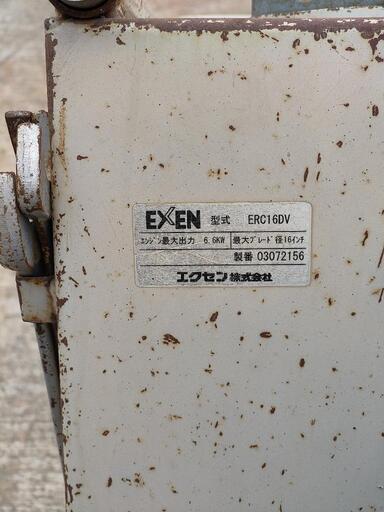 EXEN 型式 ERC16DV
エンジン最大出力 6.6KW 最大ブレード径16インチ
製番 03072156
エクセン株式会社